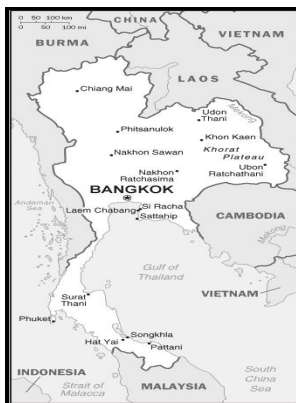 0 50 100 km
0 50 100 mi
CHINA
BURMA
VIETNAM
LAOS
Chiang Mai
Udon
Thani
Mekong
Phitsanulok
Khon Kaen
Khorat
Plateau
Nakhon Sawan
Nakhon
Ratchasima
Ubon
Ratchathani
BANGKOK
Si Racha
Laem Chabang
Sattahip
CAMBODIA
Andaman
Sea
Mekong
Gulf of
Thailand
VIETNAM
Surat
Thani
Phuket
Songkhla
Hat Yai
Pattani
INDONESIA
Strait of
Malacca
MALAYSIA
South
China
Sea